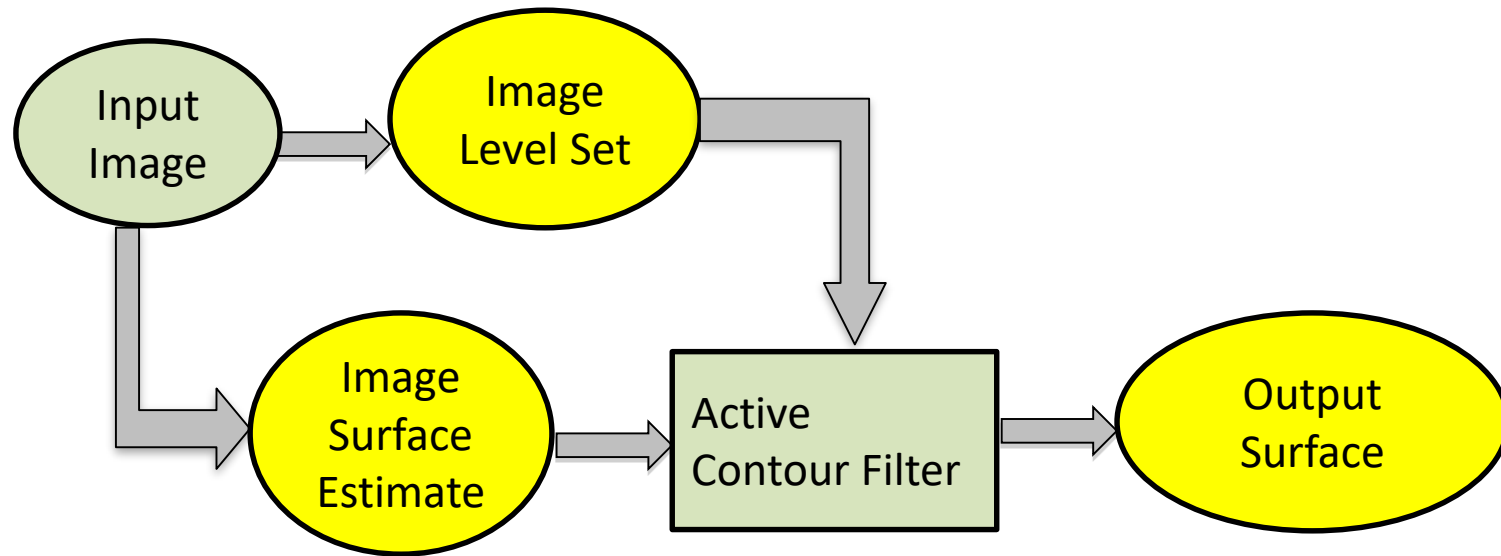 Input
Image
Image
Level Set
Image
Surface
Estimate
Active
Contour Filter
Output
Surface